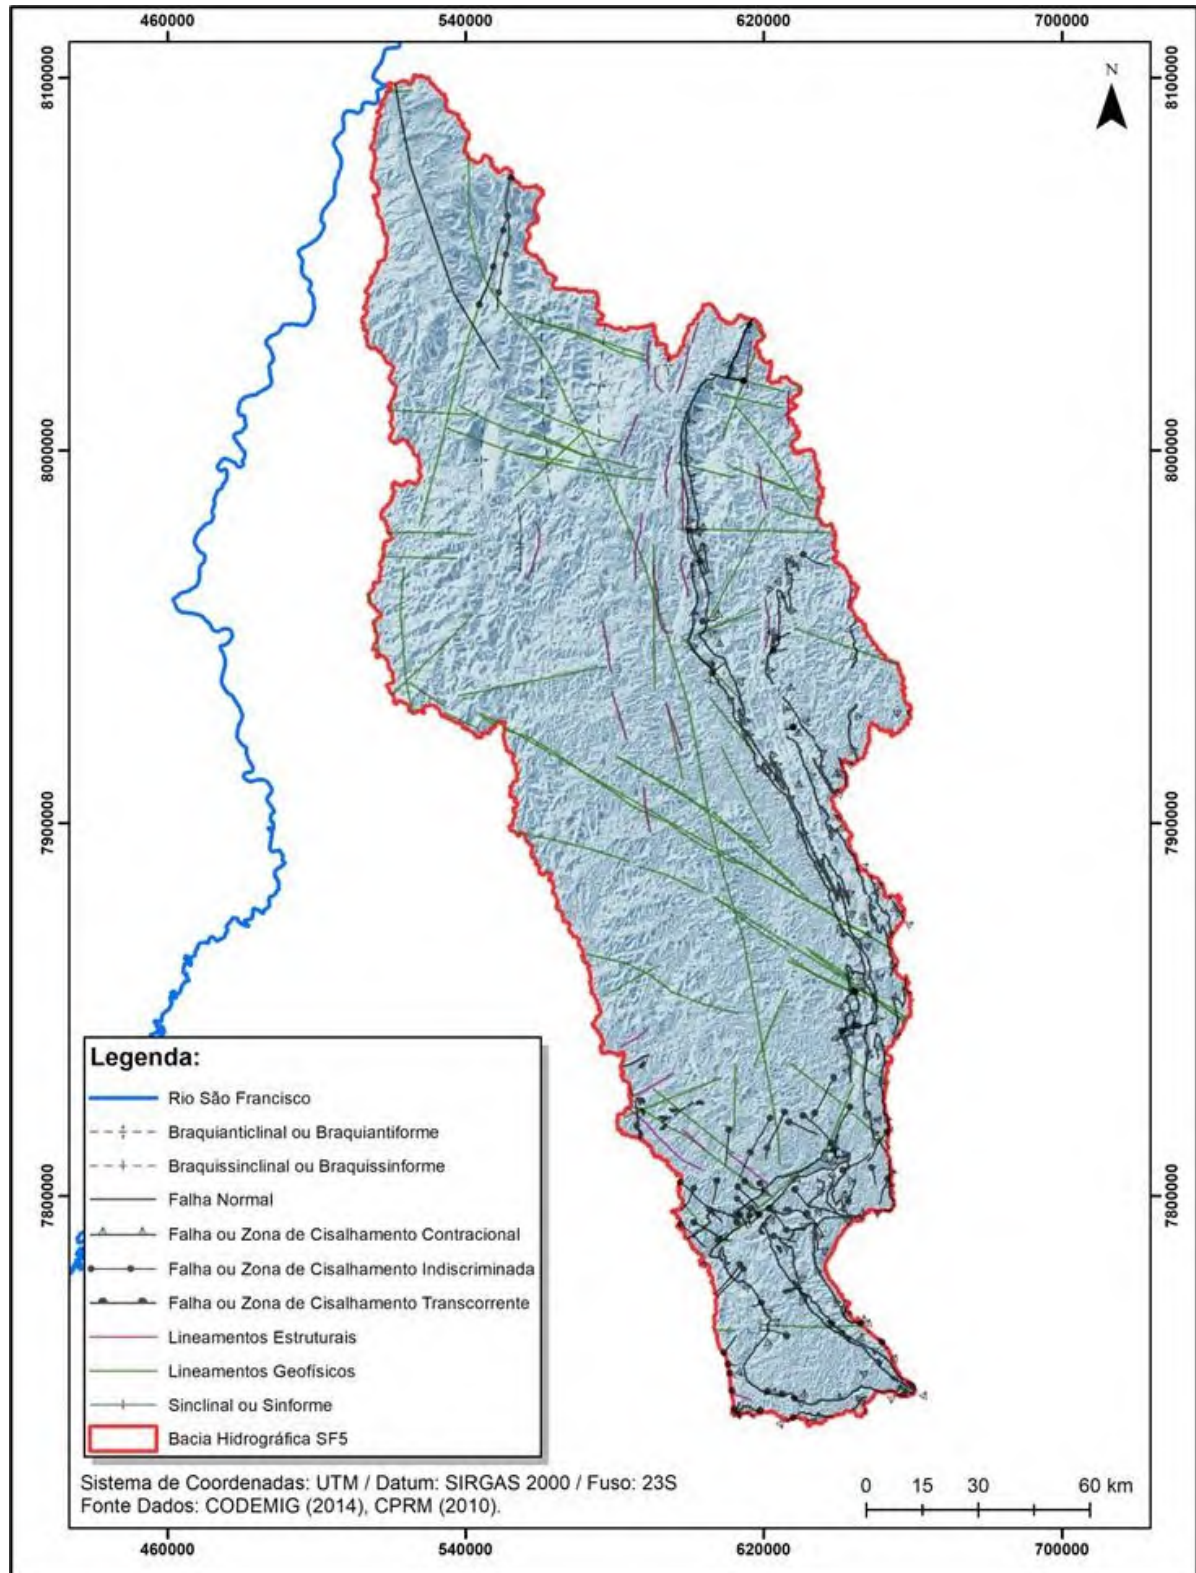 460000 540000 620000 700000
8100000 8100000
N
8000000 8000000
7900000 7900000
7800000 7800000
Legenda:
Rio São Francisco
Braquianticlinal ou Braquiantiforme
Braquissinclinal ou Braquissinforme
Falha Normal
Falha ou Zona de Cisalhamento Contracional
Falha ou Zona de Cisalhamento Indiscriminada
Falha ou Zona de Cisalhamento Transcorrente
Lineamentos Estruturais
Lineamentos Geofísicos
Sinclinal ou Sinforme
Bacia Hidrográfica SF5
Sistema de Coordenadas: UTM / Datum: SIRGAS 2000 / Fuso: 23S
Fonte Dados: CODEMIG (2014), CPRM (2010).
0 15 30 60 km
460000 540000 620000 700000